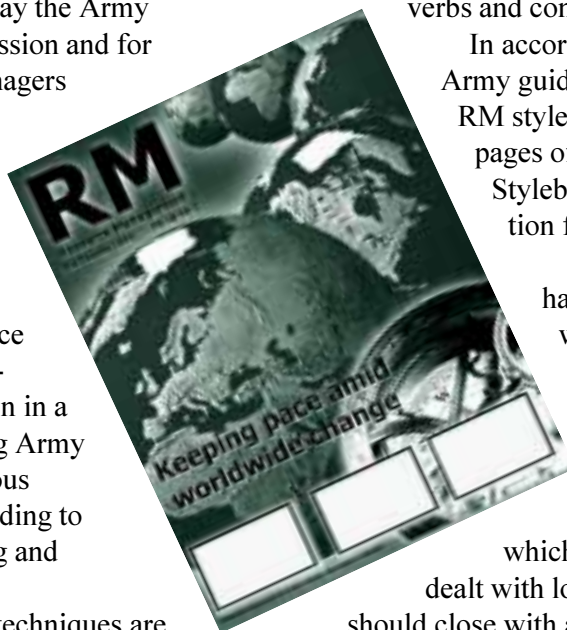 ay the Army
ssion and for
nagers
ce
-
n in a
g Army
ous
ding to
g and
techniques are
RM
Keeping pace amid
worldwide change
verbs and con
In accor
Army guid
RM style
pages of
Styleb
tion f
ha
w
which
dealt with lo
should close with a